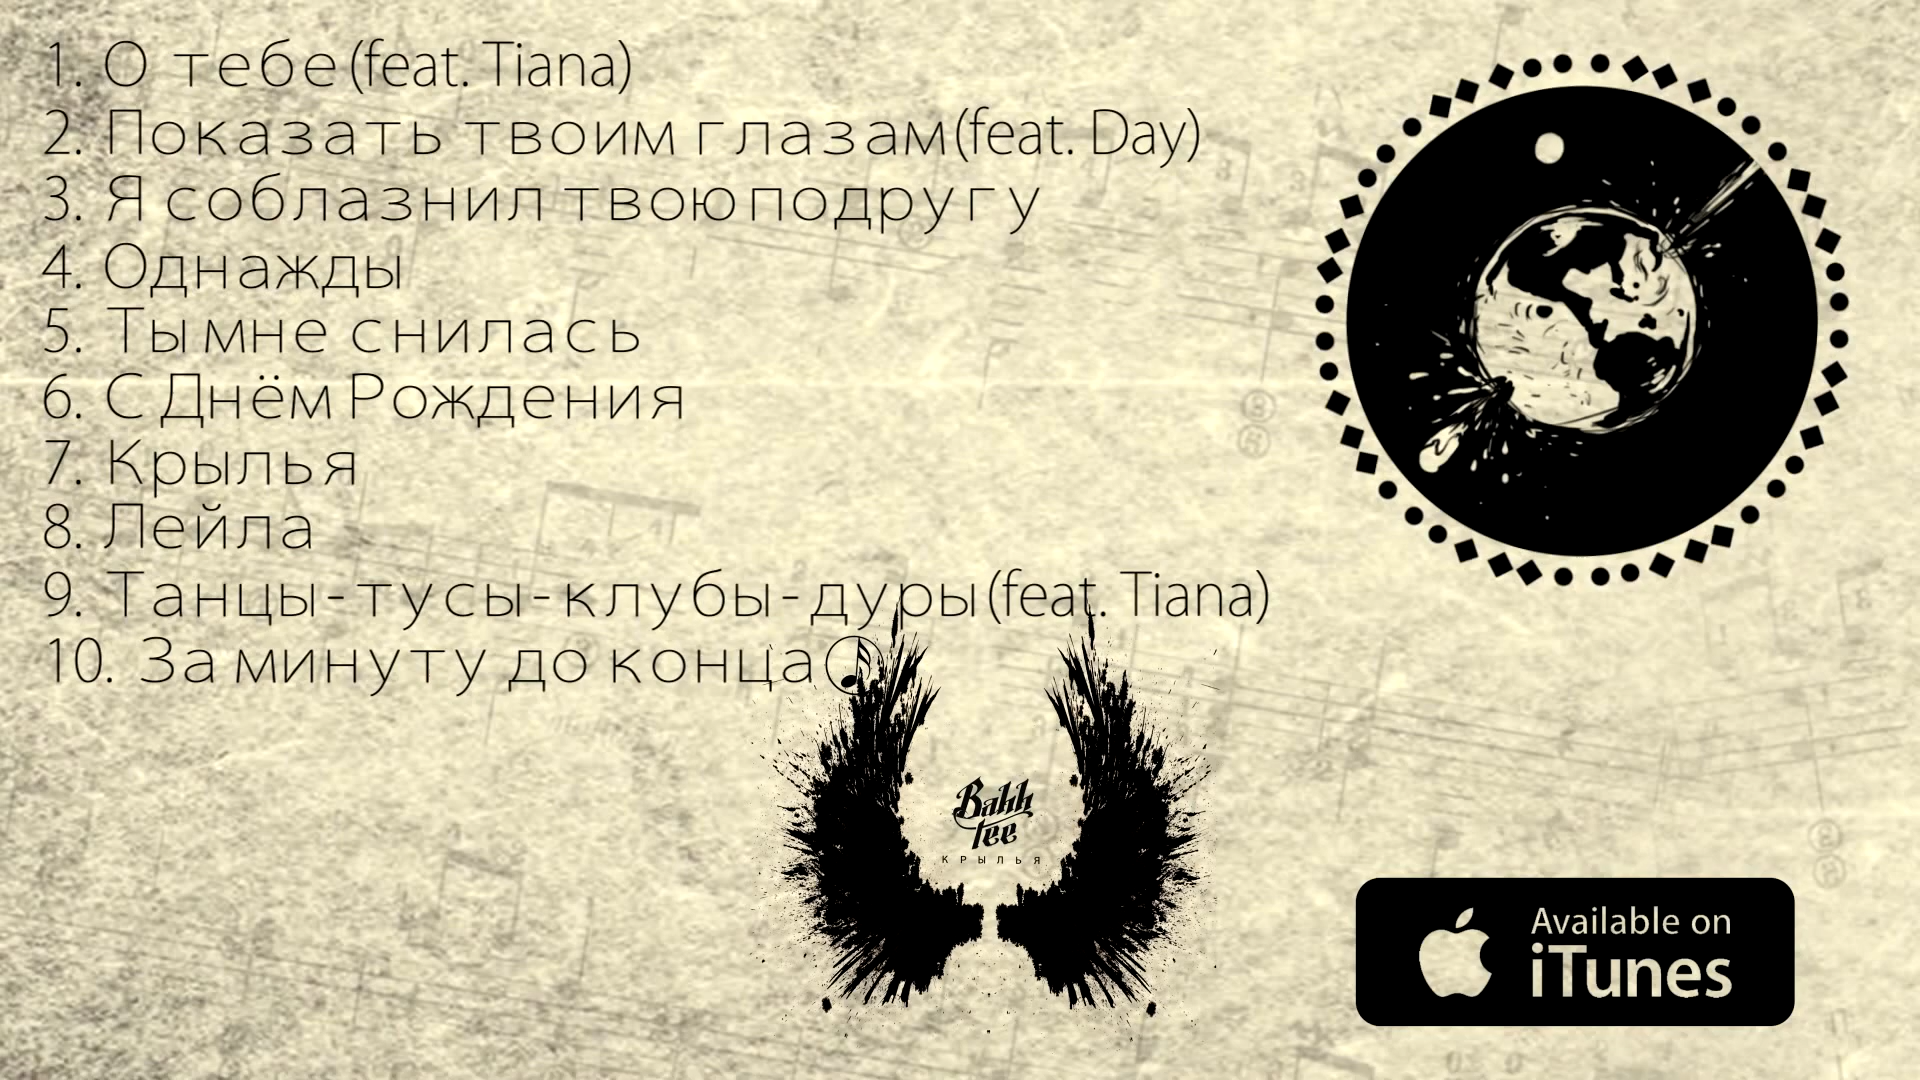 1. О тебе (feat. Tiana)
2. Показать твоим глазам (feat. Day)
3. Я соблазнил твою подругу
4. Однажды
5. Ты мне снилась
6. С Днём Рождения
7. Крылья
8. Лейла
9. Танцы-тусы-клубы-дуры (feat. Tiana)
10. За минуту до конца
Bahh
tee
КРЫЛЬЯ
Available on
iTunes